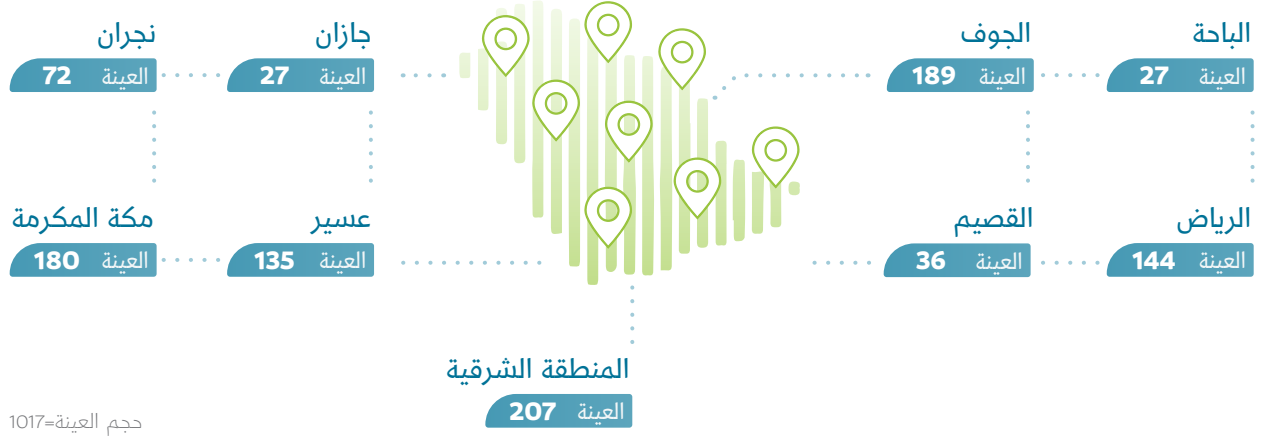 الباحة
العينة 27
الجوف
العينة 189
جازان
العينة 27
نجران
العينة 72
الرياض
العينة 144
القصيم
العينة 36
عسير
العينة 135
مكة المكرمة
العينة 180
المنطقة الشرقية
العينة 207
حجم العينة=1017